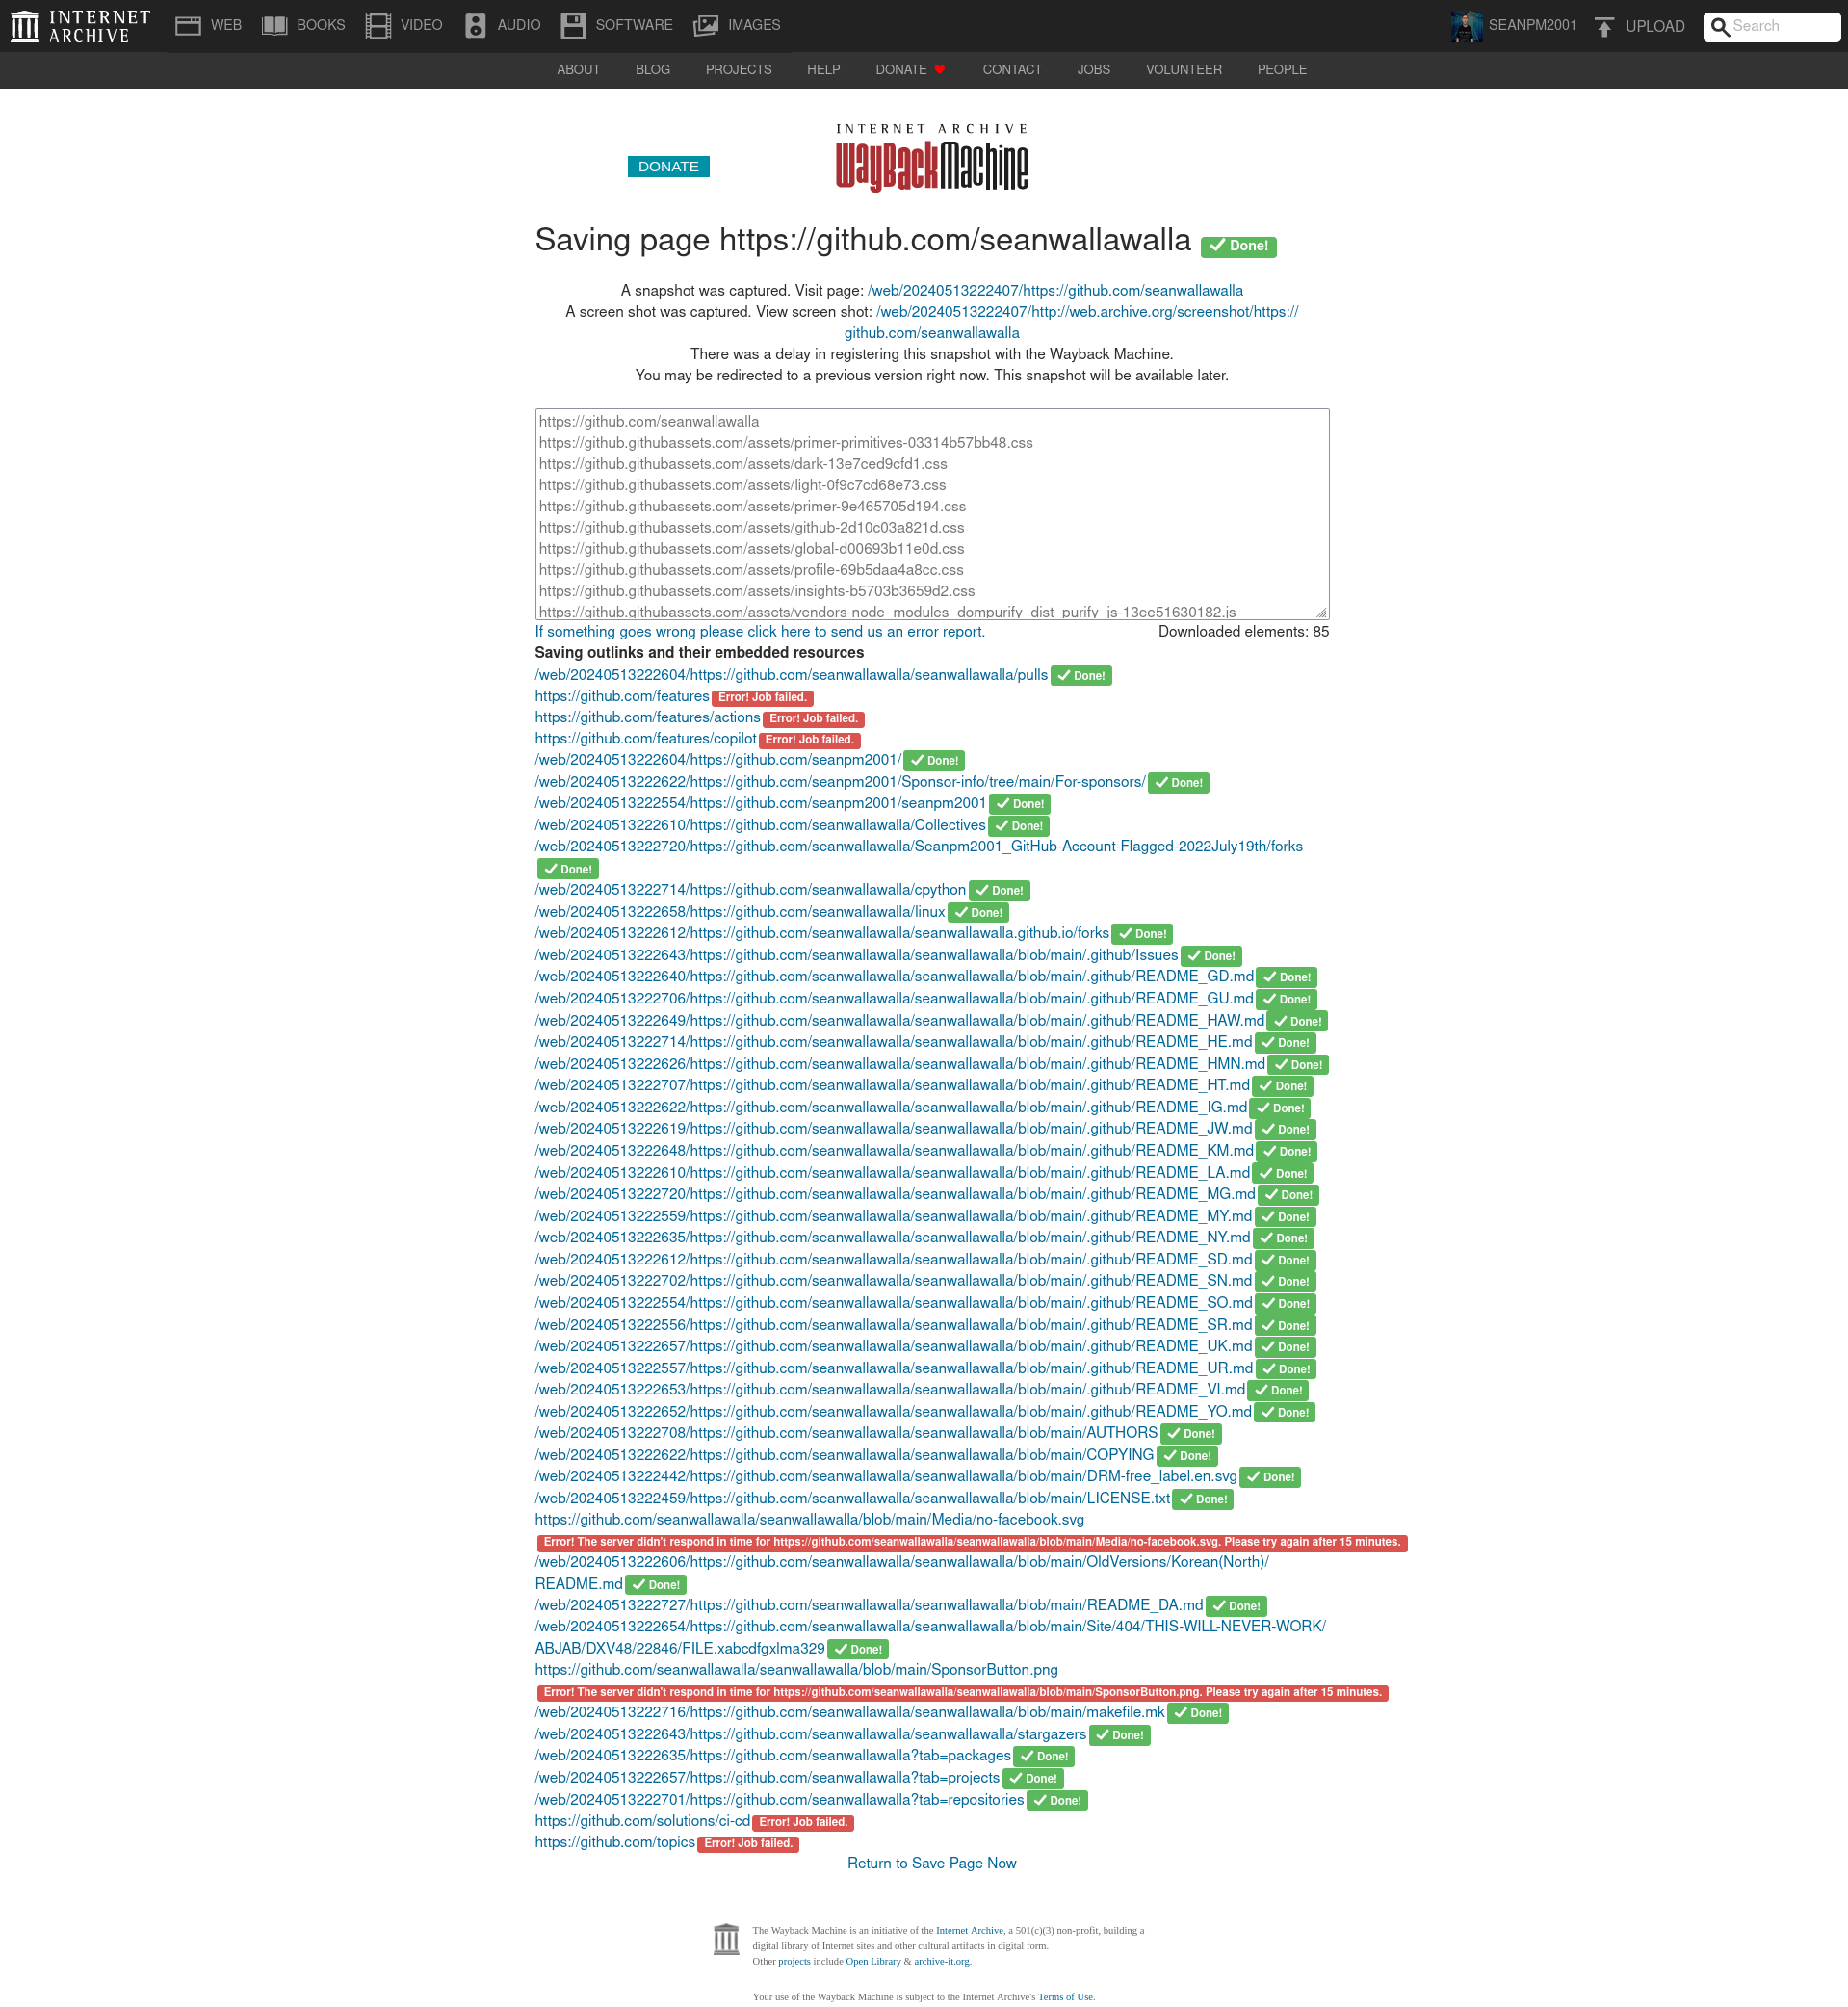 INTERNET ARCHIVE
WEB BOOKS VIDEO AUDIO SOFTWARE IMAGES SEANPM2001 UPLOAD Search
ABOUT BLOG PROJECTS HELP DONATE CONTACT JOBS VOLUNTEER PEOPLE
INTERNET ARCHIVE
WayBackMachine
DONATE
Saving page https://github.com/seanwallawalla Done!
A snapshot was captured. Visit page: /web/20240513222407/https://github.com/seanwallawalla
A screen shot was captured. View screen shot: /web/20240513222407/http://web.archive.org/screenshot/https://
github.com/seanwallawalla
There was a delay in registering this snapshot with the Wayback Machine.
You may be redirected to a previous version right now. This snapshot will be available later.
https://github.com/seanwallawalla
https://github.githubassets.com/assets/primer-primitives-03314b57bb48.css
https://github.githubassets.com/assets/dark-13e7ced9cfd1.css
https://github.githubassets.com/assets/light-0f9c7cd68e73.css
https://github.githubassets.com/assets/primer-9e465705d194.css
https://github.githubassets.com/assets/github-2d10c03a821d.css
https://github.githubassets.com/assets/global-d00693b11e0d.css
https://github.githubassets.com/assets/profile-69b5daa4a8cc.css
https://github.githubassets.com/assets/insights-b5703b3659d2.css
https://github.githubassets.com/assets/vendors-node_modules_dompurify_dist_purify_js-13ee51630182.js
If something goes wrong please click here to send us an error report. Downloaded elements: 85
Saving outlinks and their embedded resources
/web/20240513222604/https://github.com/seanwallawalla/seanwallawalla/pulls Done!
https://github.com/features Error! Job failed.
https://github.com/features/actions Error! Job failed.
https://github.com/features/copilot Error! Job failed.
/web/20240513222604/https://github.com/seanpm2001/ Done!
/web/20240513222622/https://github.com/seanpm2001/Sponsor-info/tree/main/For-sponsors/ Done!
/web/20240513222554/https://github.com/seanpm2001/seanpm2001 Done!
/web/20240513222610/https://github.com/seanwallawalla/Collectives Done!
/web/20240513222720/https://github.com/seanwallawalla/Seanpm2001_GitHub-Account-Flagged-2022July19th/forks
Done!
/web/20240513222714/https://github.com/seanwallawalla/cpython Done!
/web/20240513222658/https://github.com/seanwallawalla/linux Done!
/web/20240513222612/https://github.com/seanwallawalla/seanwallawalla.github.io/forks Done!
/web/20240513222643/https://github.com/seanwallawalla/seanwallawalla/blob/main/.github/Issues Done!
/web/20240513222640/https://github.com/seanwallawalla/seanwallawalla/blob/main/.github/README_GD.md Done!
/web/20240513222706/https://github.com/seanwallawalla/seanwallawalla/blob/main/.github/README_GU.md Done!
/web/20240513222649/https://github.com/seanwallawalla/seanwallawalla/blob/main/.github/README_HAW.md Done!
/web/20240513222714/https://github.com/seanwallawalla/seanwallawalla/blob/main/.github/README_HE.md Done!
/web/20240513222626/https://github.com/seanwallawalla/seanwallawalla/blob/main/.github/README_HMN.md Done!
/web/20240513222707/https://github.com/seanwallawalla/seanwallawalla/blob/main/.github/README_HT.md Done!
/web/20240513222622/https://github.com/seanwallawalla/seanwallawalla/blob/main/.github/README_IG.md Done!
/web/20240513222619/https://github.com/seanwallawalla/seanwallawalla/blob/main/.github/README_JW.md Done!
/web/20240513222648/https://github.com/seanwallawalla/seanwallawalla/blob/main/.github/README_KM.md Done!
/web/20240513222610/https://github.com/seanwallawalla/seanwallawalla/blob/main/.github/README_LA.md Done!
/web/20240513222720/https://github.com/seanwallawalla/seanwallawalla/blob/main/.github/README_MG.md Done!
/web/20240513222559/https://github.com/seanwallawalla/seanwallawalla/blob/main/.github/README_MY.md Done!
/web/20240513222635/https://github.com/seanwallawalla/seanwallawalla/blob/main/.github/README_NY.md Done!
/web/20240513222612/https://github.com/seanwallawalla/seanwallawalla/blob/main/.github/README_SD.md Done!
/web/20240513222702/https://github.com/seanwallawalla/seanwallawalla/blob/main/.github/README_SN.md Done!
/web/20240513222554/https://github.com/seanwallawalla/seanwallawalla/blob/main/.github/README_SO.md Done!
/web/20240513222556/https://github.com/seanwallawalla/seanwallawalla/blob/main/.github/README_SR.md Done!
/web/20240513222657/https://github.com/seanwallawalla/seanwallawalla/blob/main/.github/README_UK.md Done!
/web/20240513222557/https://github.com/seanwallawalla/seanwallawalla/blob/main/.github/README_UR.md Done!
/web/20240513222653/https://github.com/seanwallawalla/seanwallawalla/blob/main/.github/README_VI.md Done!
/web/20240513222652/https://github.com/seanwallawalla/seanwallawalla/blob/main/.github/README_YO.md Done!
/web/20240513222708/https://github.com/seanwallawalla/seanwallawalla/blob/main/AUTHORS Done!
/web/20240513222622/https://github.com/seanwallawalla/seanwallawalla/blob/main/COPYING Done!
/web/20240513222442/https://github.com/seanwallawalla/seanwallawalla/blob/main/DRM-free_label.en.svg Done!
/web/20240513222459/https://github.com/seanwallawalla/seanwallawalla/blob/main/LICENSE.txt Done!
https://github.com/seanwallawalla/seanwallawalla/blob/main/Media/no-facebook.svg
Error! The server didn't respond in time for https://github.com/seanwallawalla/seanwallawalla/blob/main/Media/no-facebook.svg. Please try again after 15 minutes.
/web/20240513222606/https://github.com/seanwallawalla/seanwallawalla/blob/main/OldVersions/Korean(North)/
README.md Done!
/web/20240513222727/https://github.com/seanwallawalla/seanwallawalla/blob/main/README_DA.md Done!
/web/20240513222654/https://github.com/seanwallawalla/seanwallawalla/blob/main/Site/404/THIS-WILL-NEVER-WORK/
ABJAB/DXV48/22846/FILE.xabcdfgxlma329 Done!
https://github.com/seanwallawalla/seanwallawalla/blob/main/SponsorButton.png
Error! The server didn't respond in time for https://github.com/seanwallawalla/seanwallawalla/blob/main/SponsorButton.png. Please try again after 15 minutes.
/web/20240513222716/https://github.com/seanwallawalla/seanwallawalla/blob/main/makefile.mk Done!
/web/20240513222643/https://github.com/seanwallawalla/seanwallawalla/stargazers Done!
/web/20240513222635/https://github.com/seanwallawalla?tab=packages Done!
/web/20240513222657/https://github.com/seanwallawalla?tab=projects Done!
/web/20240513222701/https://github.com/seanwallawalla?tab=repositories Done!
https://github.com/solutions/ci-cd Error! Job failed.
https://github.com/topics Error! Job failed.
Return to Save Page Now
The Wayback Machine is an initiative of the Internet Archive, a 501(c)(3) non-profit, building a
digital library of Internet sites and other cultural artifacts in digital form.
Other projects include Open Library & archive-it.org.
Your use of the Wayback Machine is subject to the Internet Archive's Terms of Use.